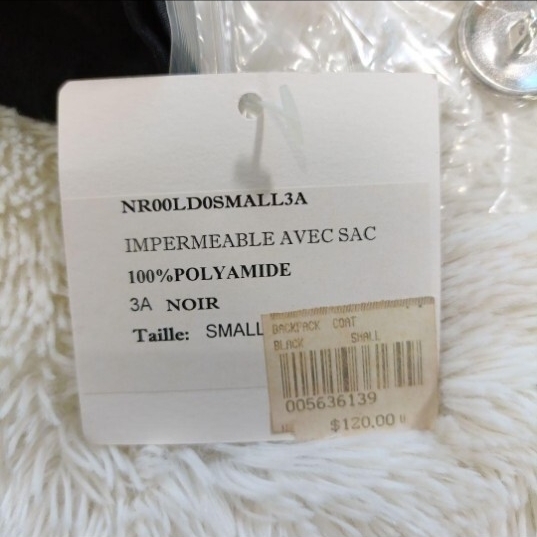 NR00LD0SMALL3A
IMPERMEABLE AVEC SAC
100%POLYAMIDE
3A NOIR
Taille: SMALL
BACKPACK COAT
BLACK SMALL
005636139
$120.00